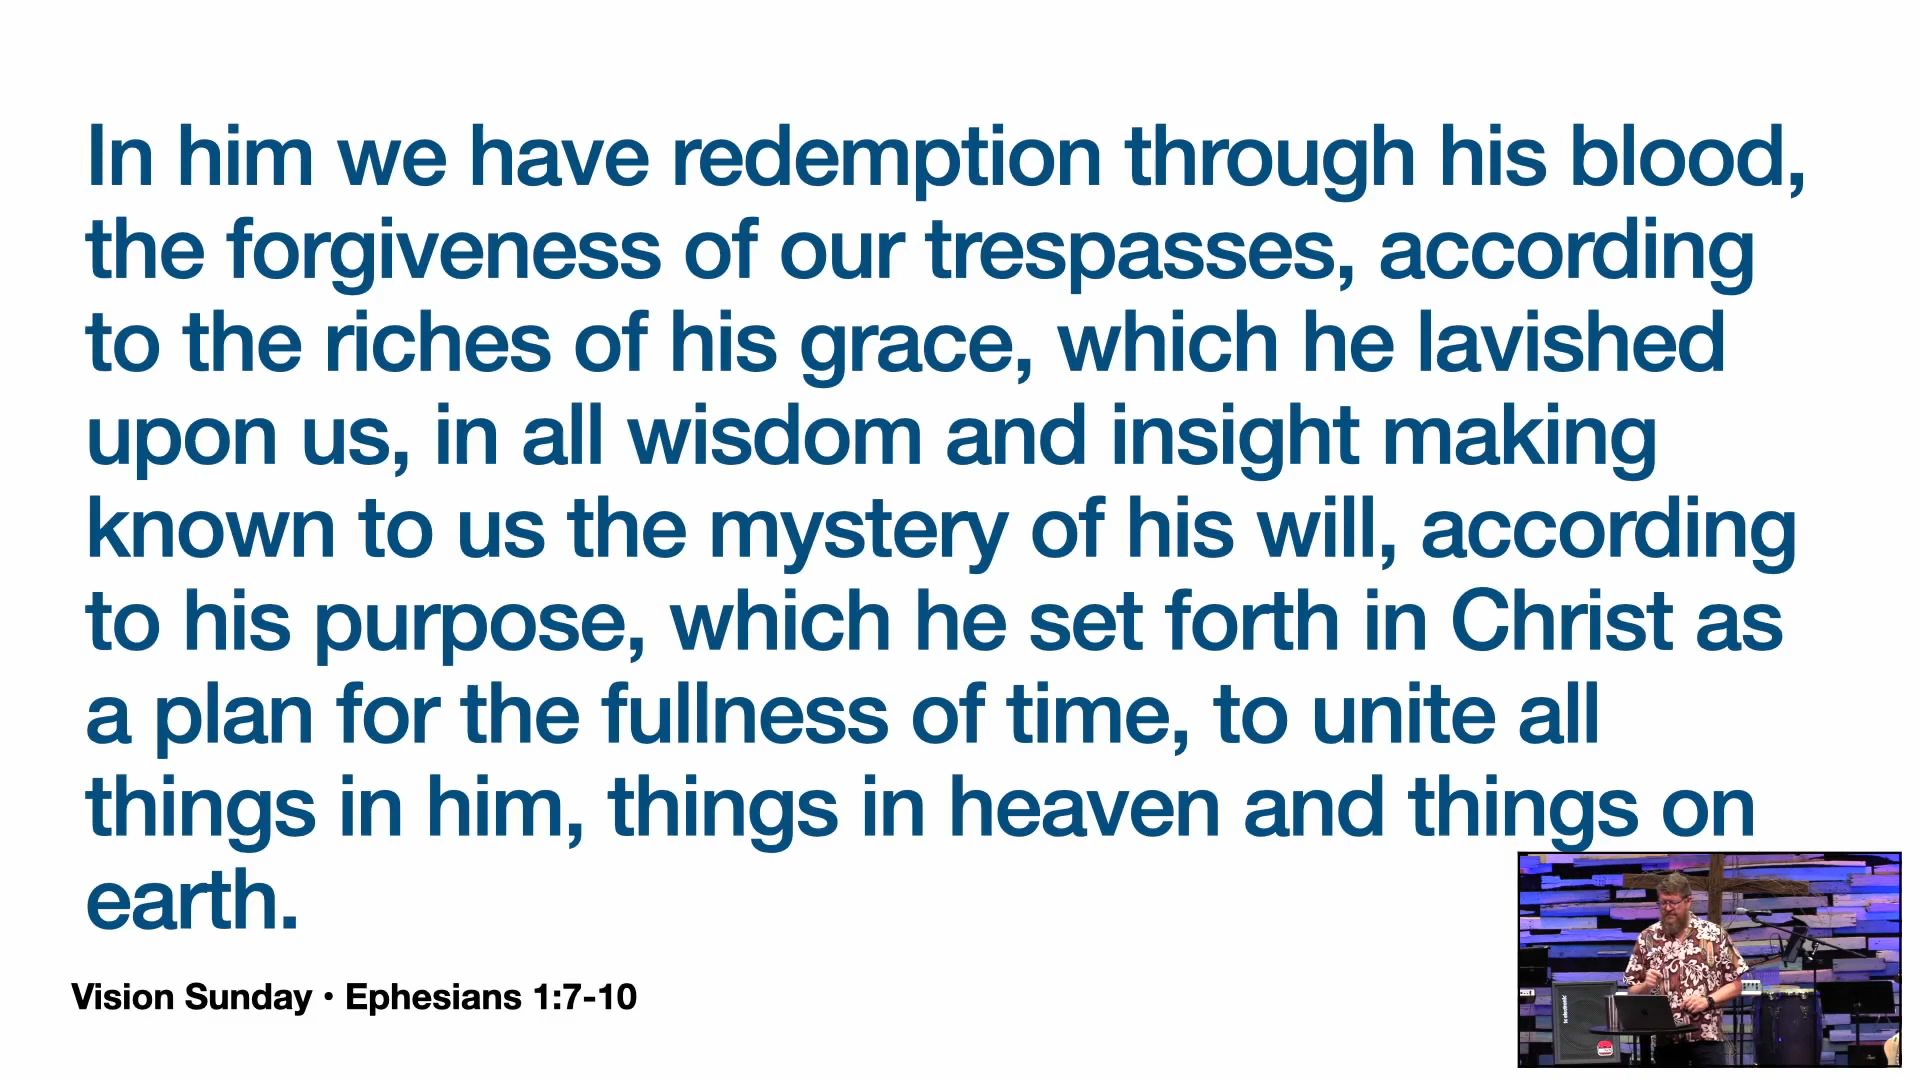 In him we have redemption through his blood,
the forgiveness of our trespasses, according
to the riches of his grace, which he lavished
upon us, in all wisdom and insight making
known to us the mystery of his will, according
to his purpose, which he set forth in Christ as
a plan for the fullness of time, to unite all
things in him, things in heaven and things on
earth.
Vision Sunday • Ephesians 1:7-10